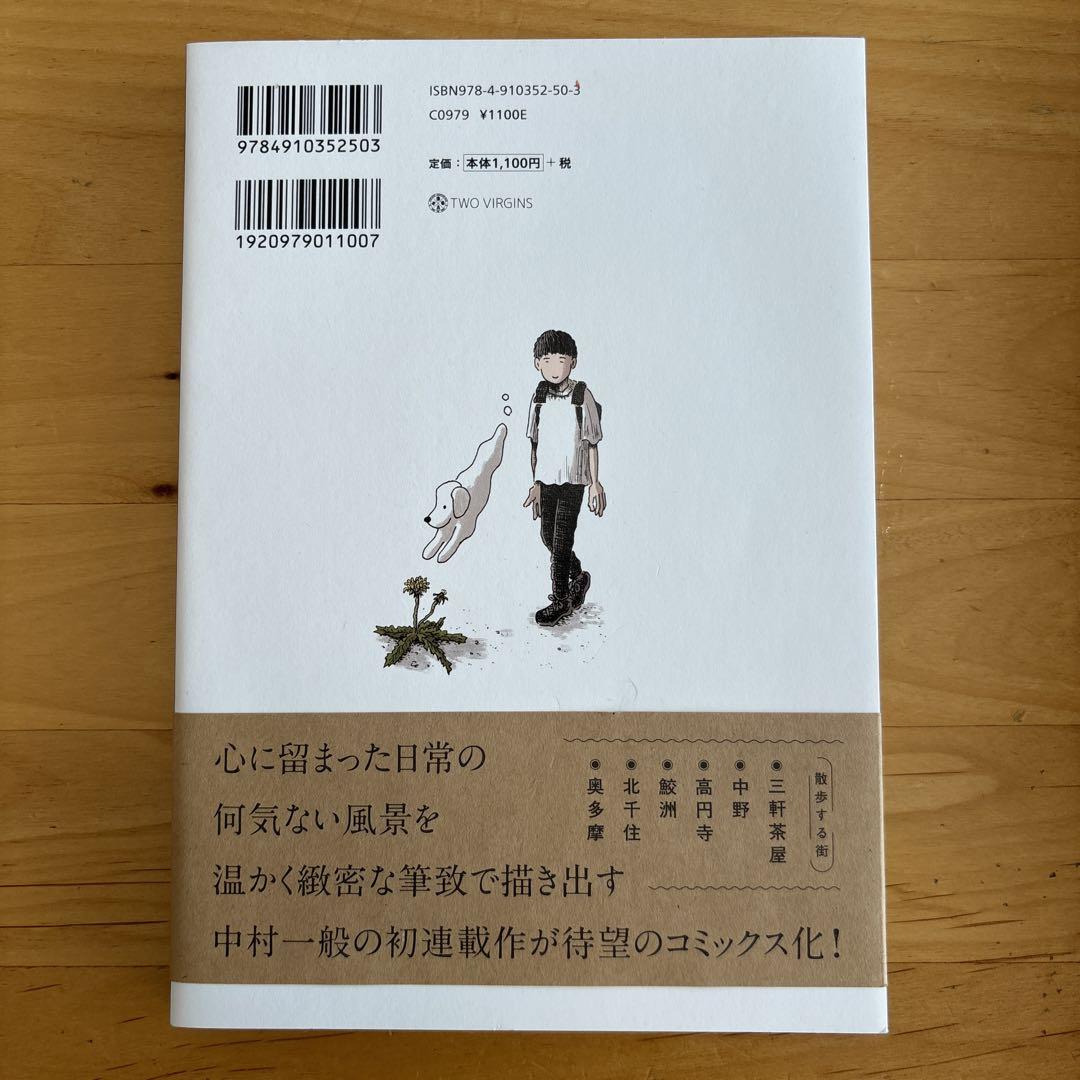 ISBN978-4-910352-50-3
C0979 ¥1100E
定価：本体1,100円+税
TWO VIRGINS
9784910352503
1920979011007
心に留まった日常の
何気ない風景を
温かく緻密な筆致で描き出す
中村一般の初連載作が待望のコミックス化！
散歩する街
◉三軒茶屋
◉中野
◉高円寺
◉鮫洲
◉北千住
◉奥多摩